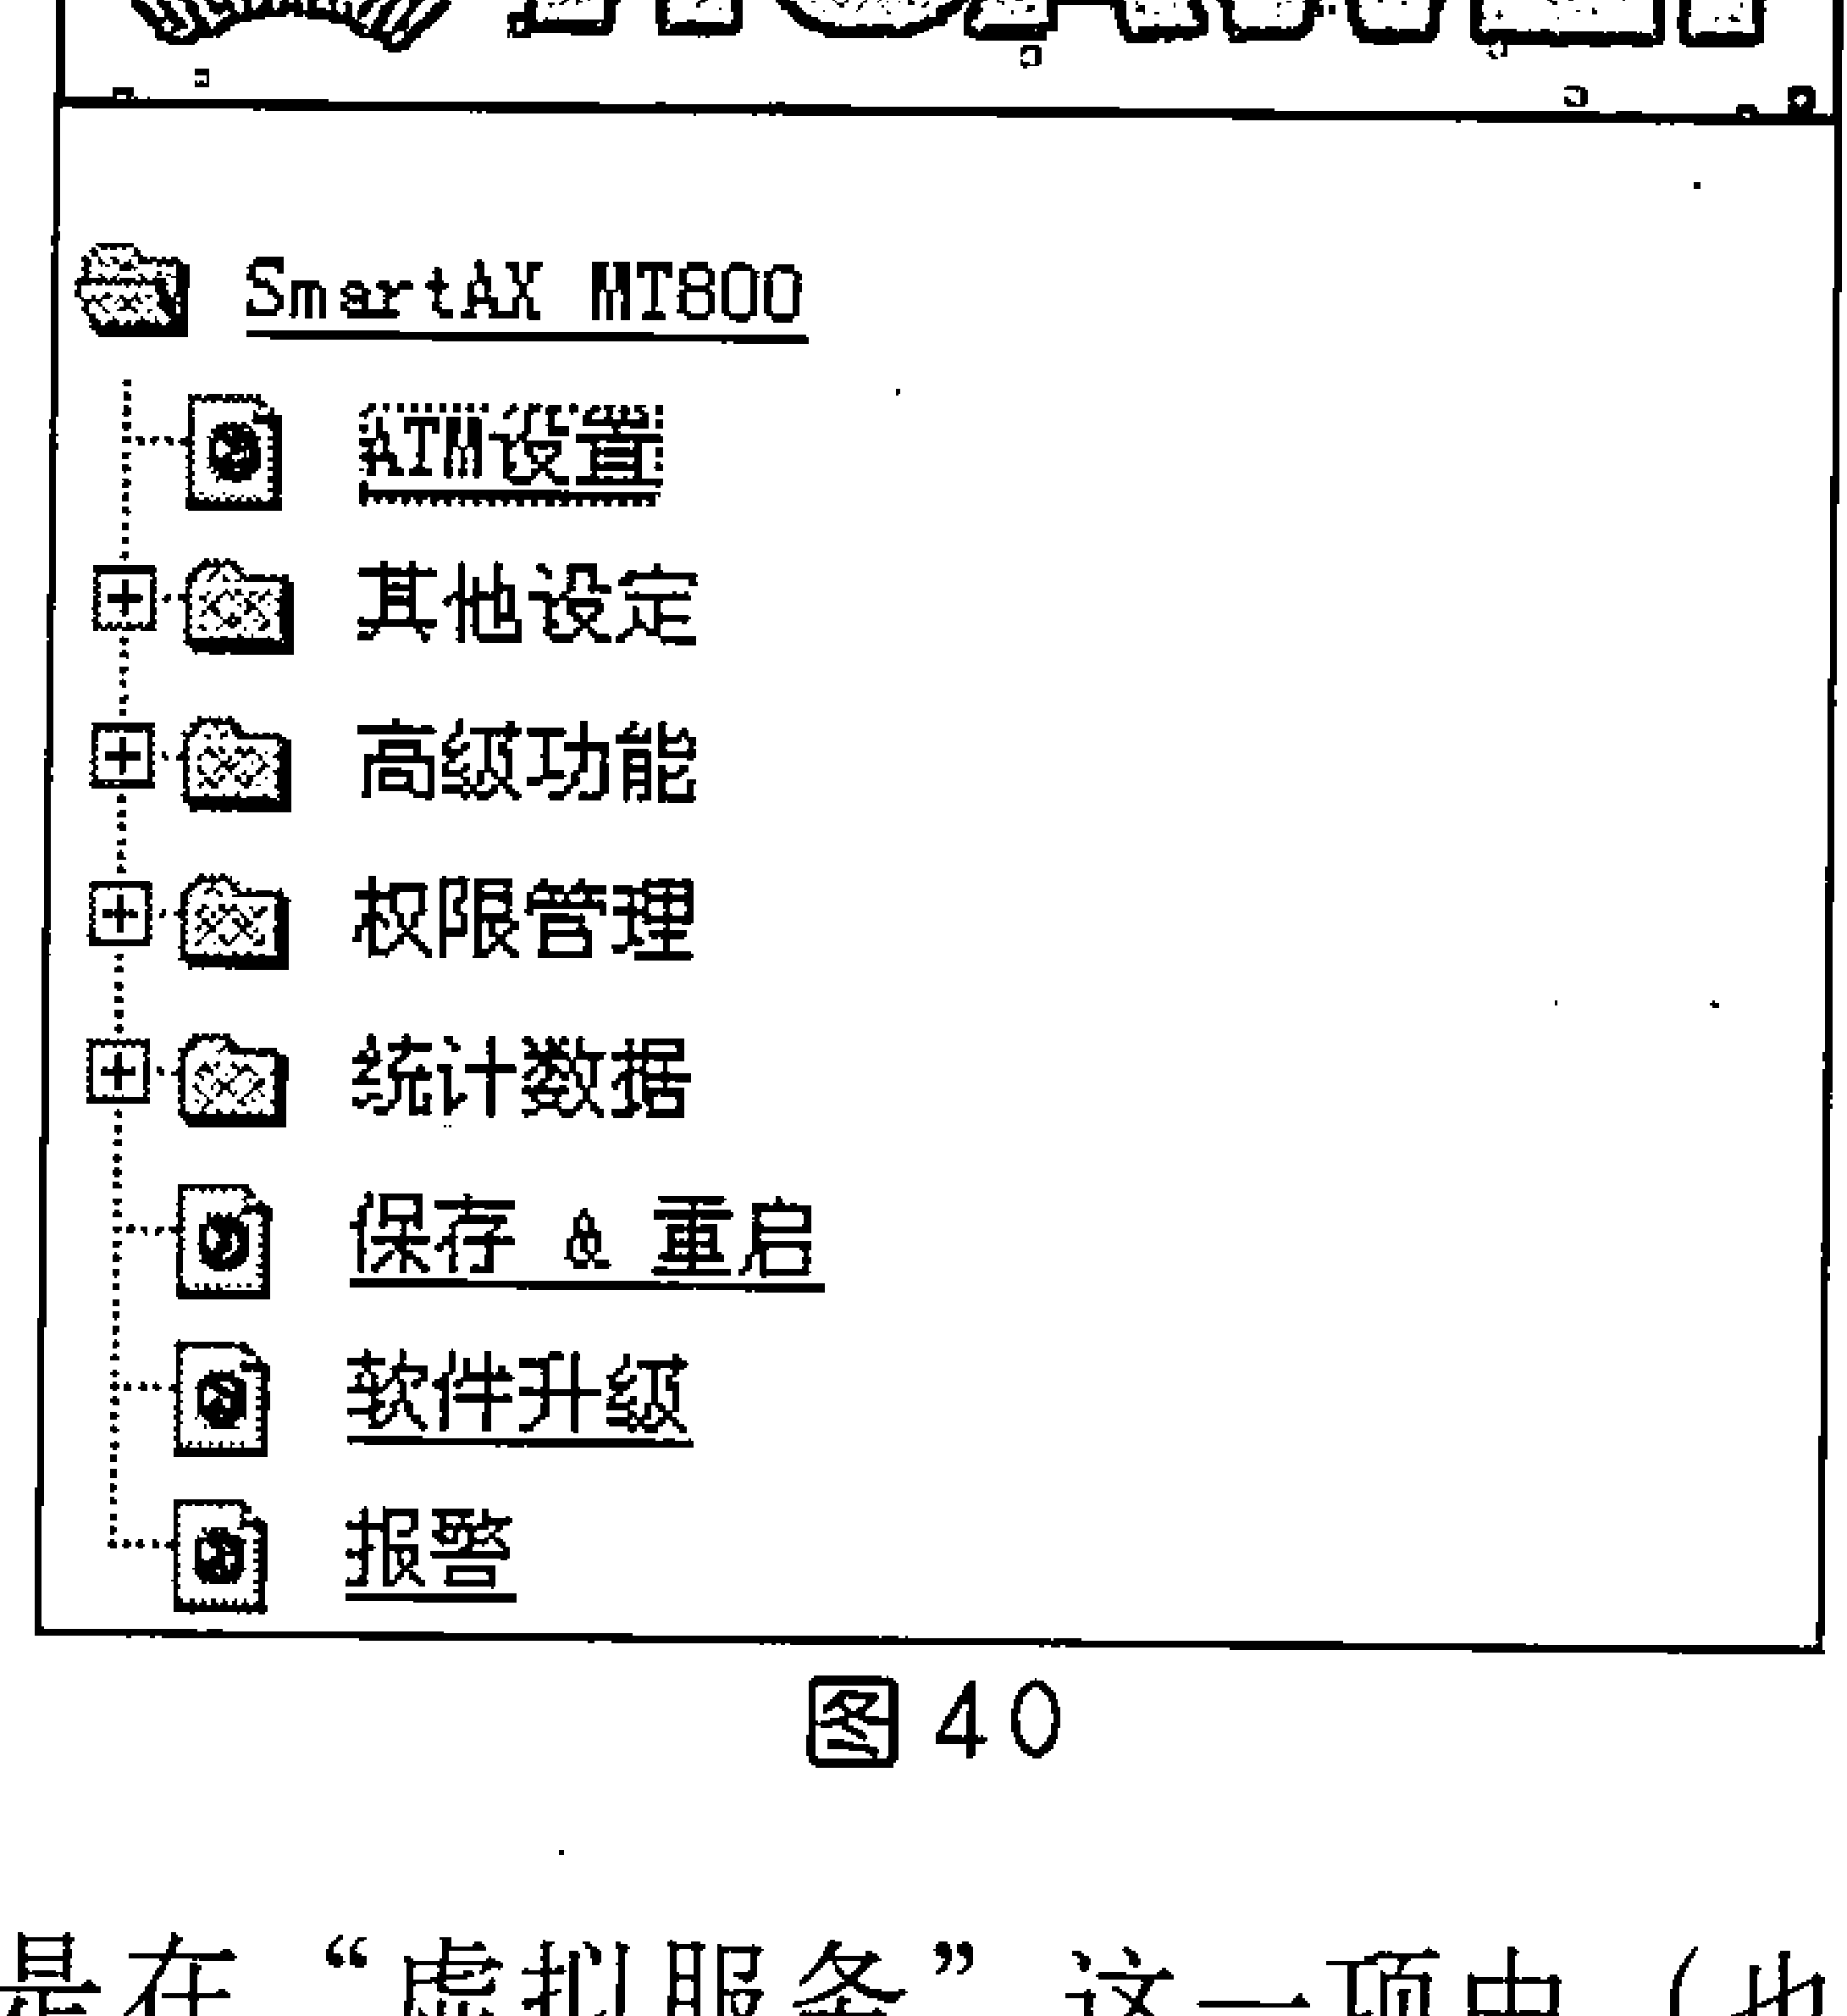 SmartAX MT800
ATM设置
其他设定
高级功能
权限管理
统计数据
保存 & 重启
软件升级
报警
图 40
是在“虚拟服务”这一项中（也